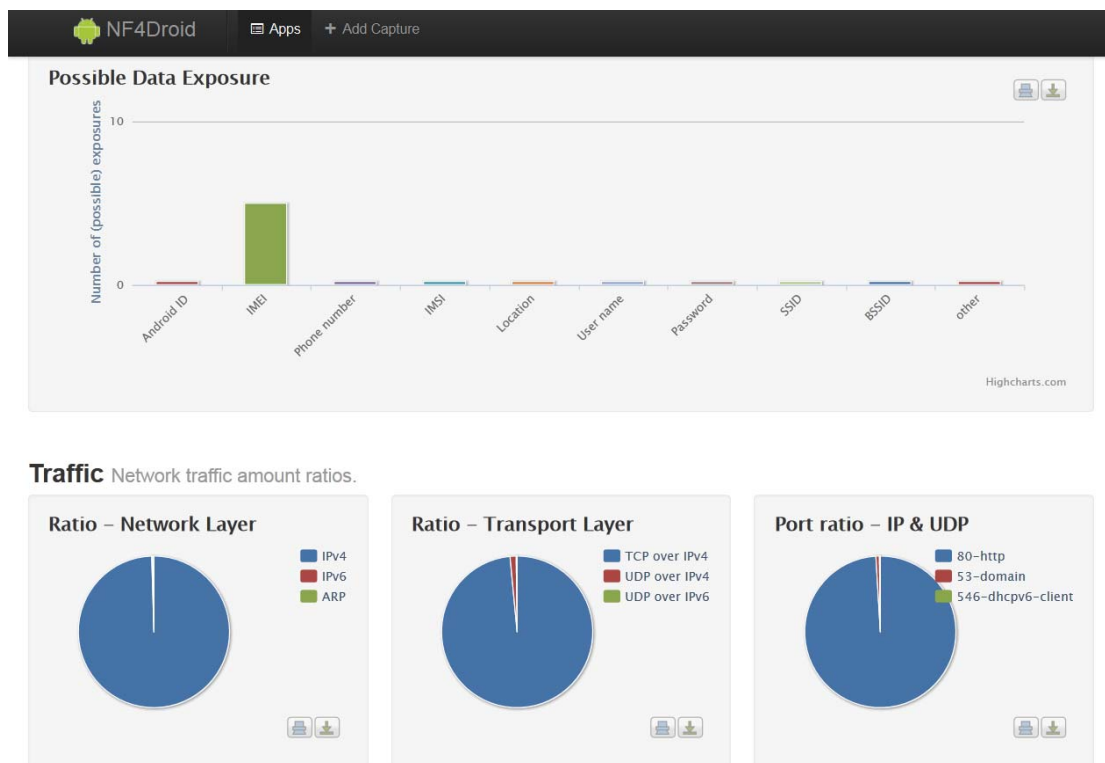 NF4Droid Apps + Add Capture
Possible Data Exposure
Number of (possible) exposures
10
0
Android ID IMEI Phone number IMSI Location User name Password SSID BSSID other
Highcharts.com
Traffic Network traffic amount ratios.
Ratio – Network Layer
IPv4
IPv6
ARP
Ratio – Transport Layer
TCP over IPv4
UDP over IPv4
UDP over IPv6
Port ratio – IP & UDP
80-http
53-domain
546-dhcpv6-client